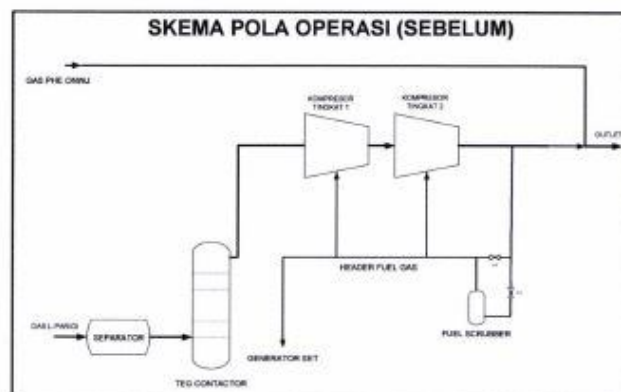 SKEMA POLA OPERASI (SEBELUM)
GAS PHE ONWJ
KOMPRESOR
TINGKAT 1
KOMPRESOR
TINGKAT 2
OUTLET
HEADER FUEL GAS
GAS L-PARIGI
SEPARATOR
FUEL SCRUBBER
GENERATOR SET
TEG CONTACTOR